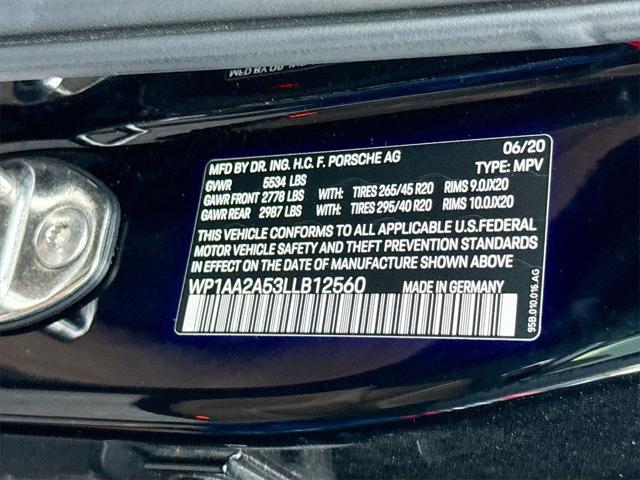 MFD BY DR. ING. H.C. F. PORSCHE AG 06/20
GVWR 5534 LBS TYPE: MPV
GAWR FRONT 2778 LBS WITH: TIRES 265/45 R20 RIMS 9.0JX20
GAWR REAR 2987 LBS WITH: TIRES 295/40 R20 RIMS 10.0JX20
THIS VEHICLE CONFORMS TO ALL APPLICABLE U.S.FEDERAL
MOTOR VEHICLE SAFETY AND THEFT PREVENTION STANDARDS
IN EFFECT ON THE DATE OF MANUFACTURE SHOWN ABOVE
WP1AA2A53LLB12560 MADE IN GERMANY
95B.010.016.AG